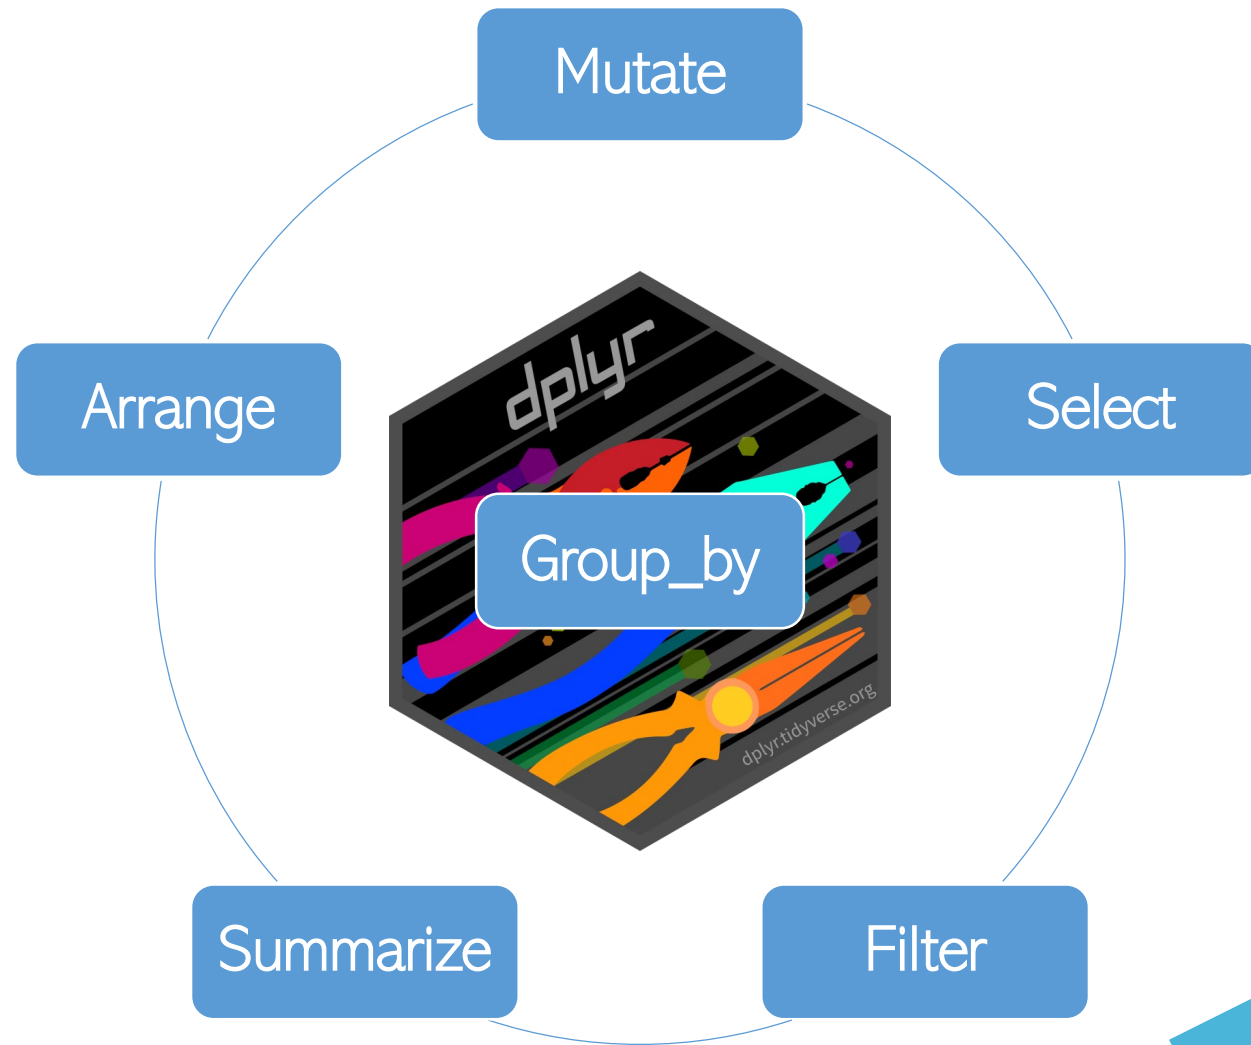 Mutate
Arrange
Select
dplyr
Group_by
dplyr.tidyverse.org
Summarize
Filter